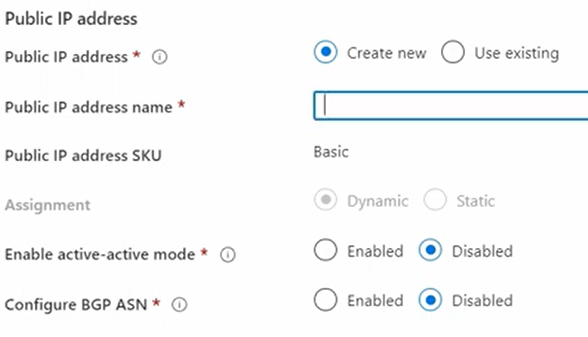 Public IP address
Public IP address * Create new Use existing
Public IP address name *
Public IP address SKU Basic
Assignment Dynamic Static
Enable active-active mode * Enabled Disabled
Configure BGP ASN * Enabled Disabled